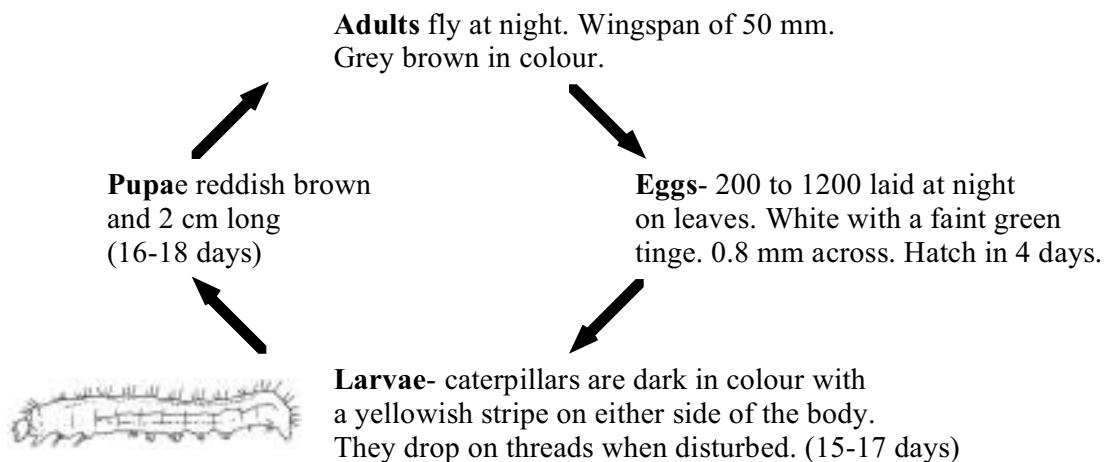 Adults fly at night. Wingspan of 50 mm.
Grey brown in colour.
Eggs- 200 to 1200 laid at night
on leaves. White with a faint green
tinge. 0.8 mm across. Hatch in 4 days.
Larvae- caterpillars are dark in colour with
a yellowish stripe on either side of the body.
They drop on threads when disturbed. (15-17 days)
Pupae reddish brown
and 2 cm long
(16-18 days)